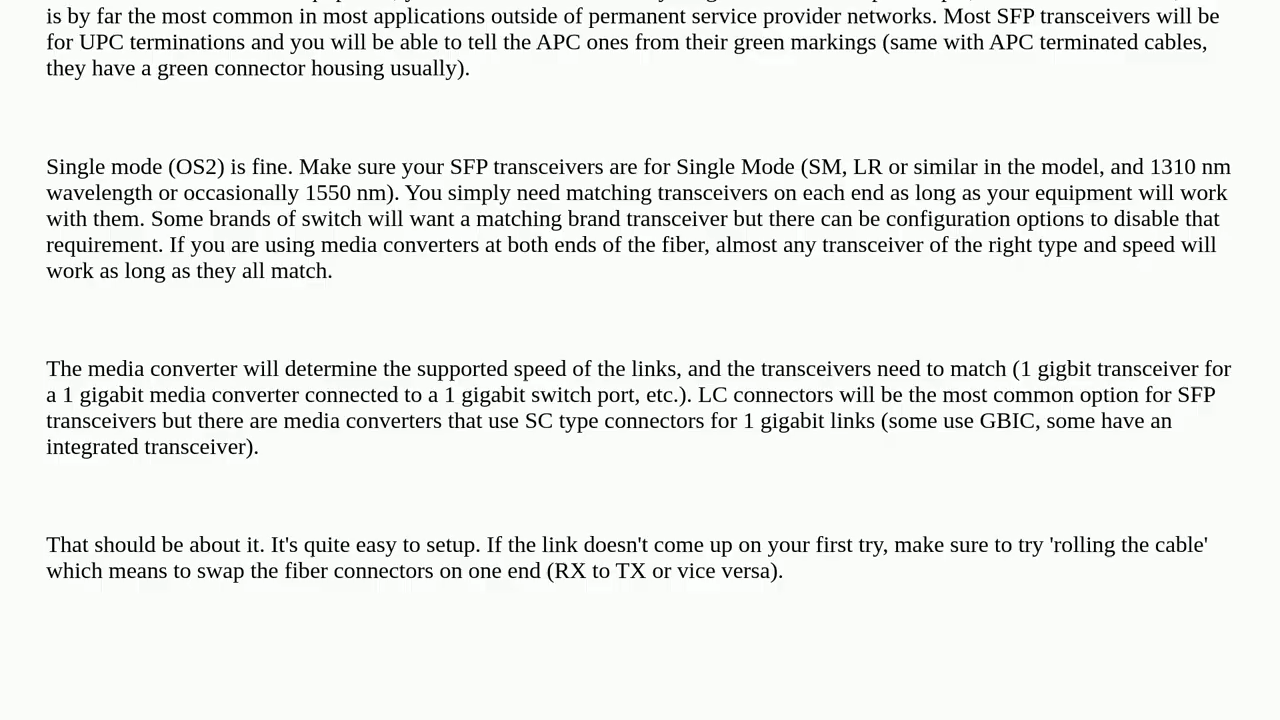 is by far the most common in most applications outside of permanent service provider networks. Most SFP transceivers will be
for UPC terminations and you will be able to tell the APC ones from their green markings (same with APC terminated cables,
they have a green connector housing usually).
Single mode (OS2) is fine. Make sure your SFP transceivers are for Single Mode (SM, LR or similar in the model, and 1310 nm
wavelength or occasionally 1550 nm). You simply need matching transceivers on each end as long as your equipment will work
with them. Some brands of switch will want a matching brand transceiver but there can be configuration options to disable that
requirement. If you are using media converters at both ends of the fiber, almost any transceiver of the right type and speed will
work as long as they all match.
The media converter will determine the supported speed of the links, and the transceivers need to match (1 gigbit transceiver for
a 1 gigabit media converter connected to a 1 gigabit switch port, etc.). LC connectors will be the most common option for SFP
transceivers but there are media converters that use SC type connectors for 1 gigabit links (some use GBIC, some have an
integrated transceiver).
That should be about it. It's quite easy to setup. If the link doesn't come up on your first try, make sure to try 'rolling the cable'
which means to swap the fiber connectors on one end (RX to TX or vice versa).